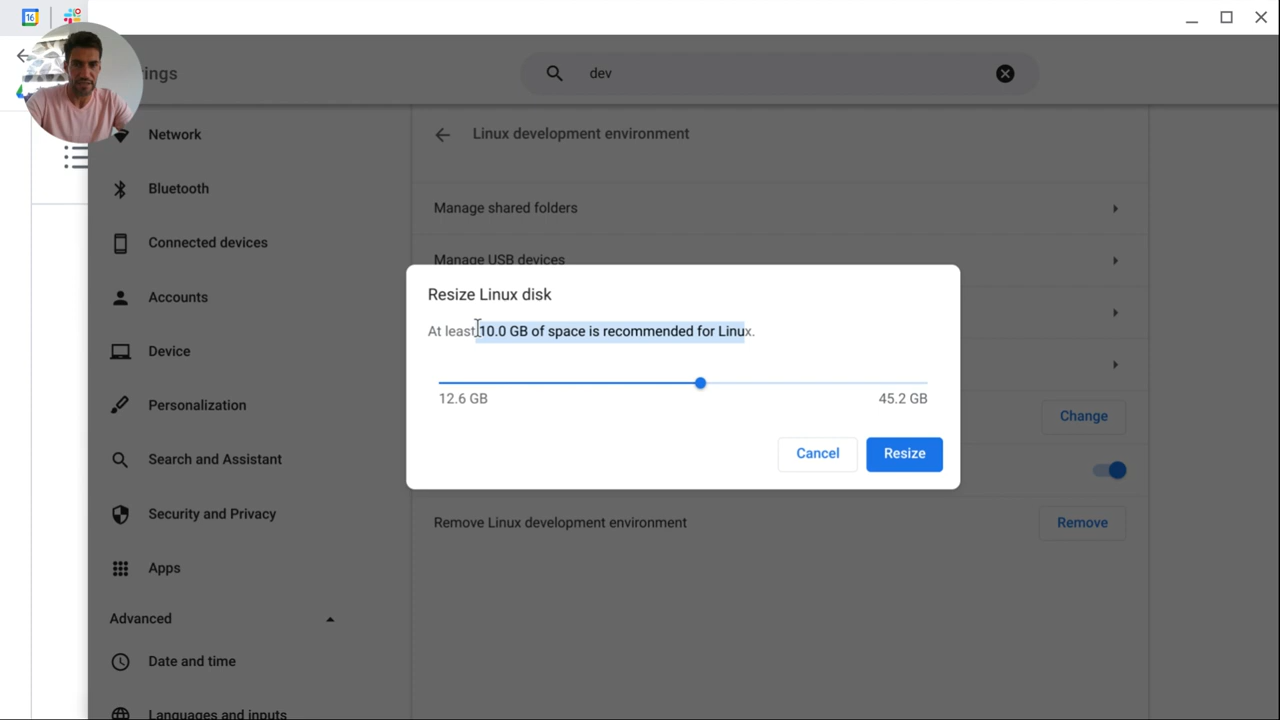 16
ings
dev
Network
Bluetooth
Connected devices
Accounts
Device
Personalization
Search and Assistant
Security and Privacy
Apps
Advanced
Date and time
Languages and inputs
Linux development environment
Manage shared folders
Manage USB devices
Resize Linux disk
At least 10.0 GB of space is recommended for Linux.
12.6 GB
45.2 GB
Cancel
Resize
Change
Remove Linux development environment
Remove